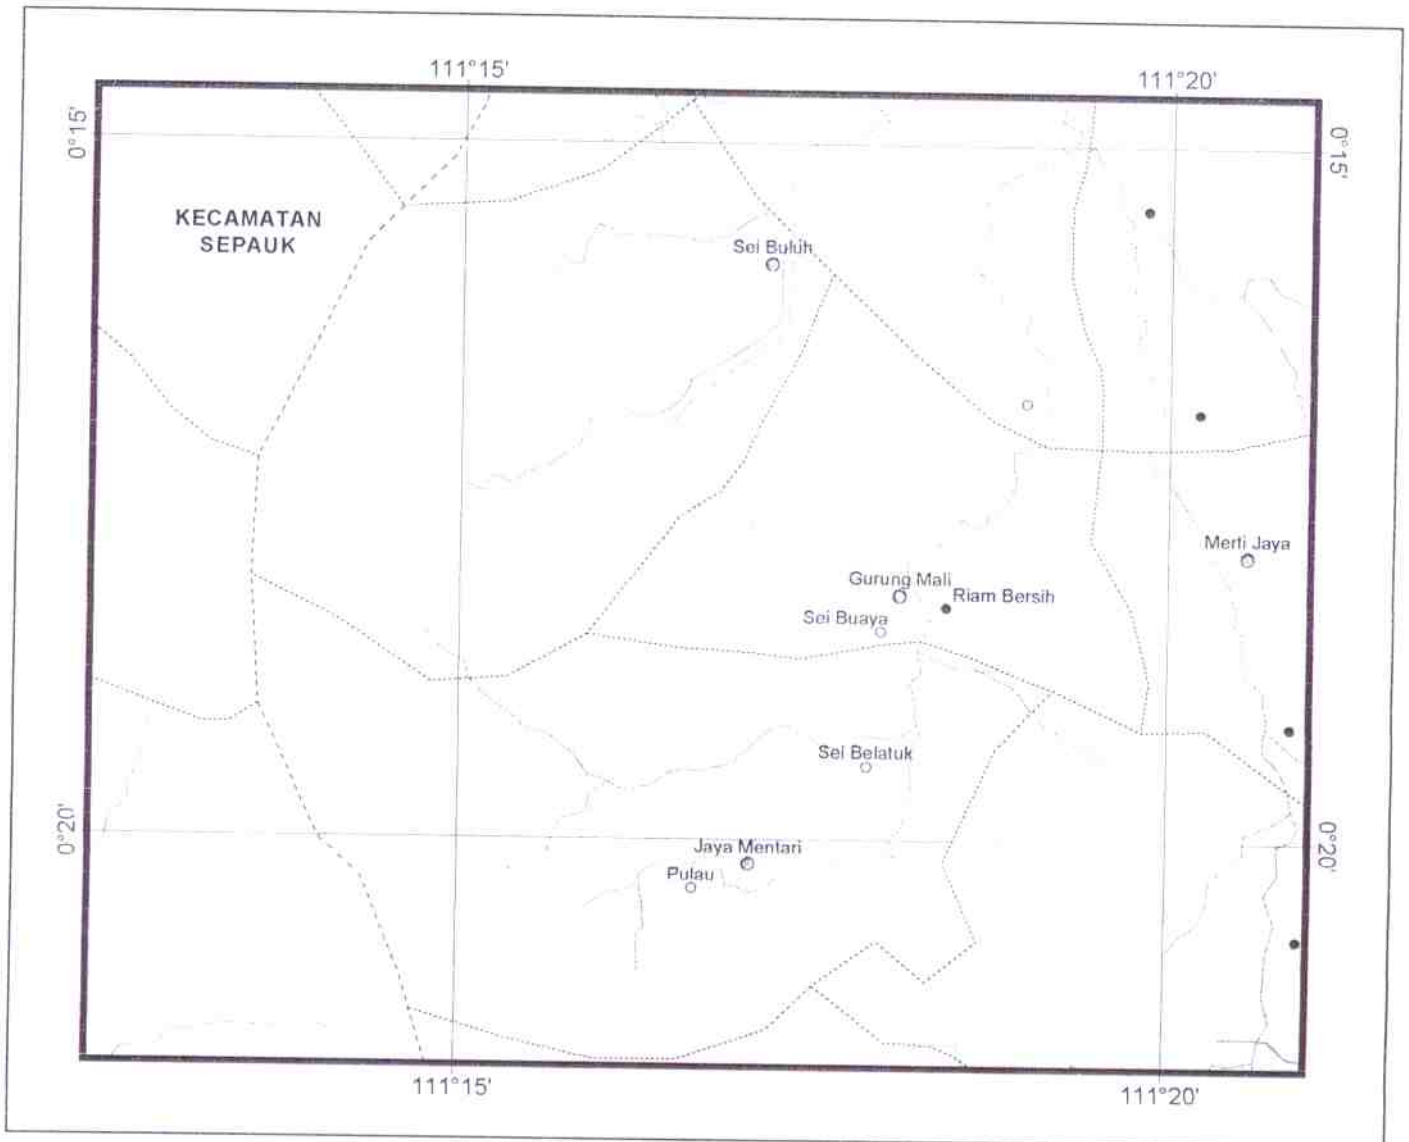 111°15'
111°20'
0°15'
0°15'
KECAMATAN
SEPAUK
Sei Buluh
Merti Jaya
Gurung Mali
Riam Bersih
Sei Buaya
Sei Belatuk
0°20'
0°20'
Jaya Mentari
Pulau
111°15'
111°20'